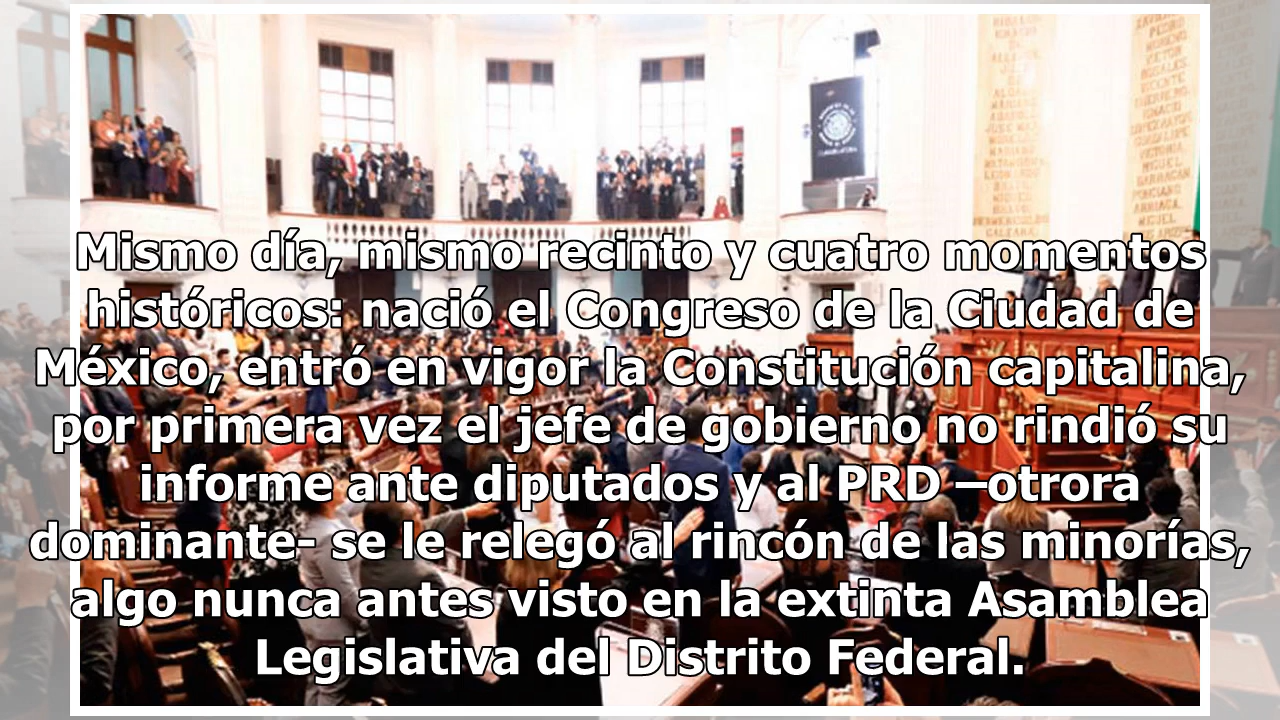 Mismo día, mismo recinto y cuatro momentos
históricos: nació el Congreso de la Ciudad de
México, entró en vigor la Constitución capitalina,
por primera vez el jefe de gobierno no rindió su
informe ante diputados y al PRD –otrora
dominante- se le relegó al rincón de las minorías,
algo nunca antes visto en la extinta Asamblea
Legislativa del Distrito Federal.